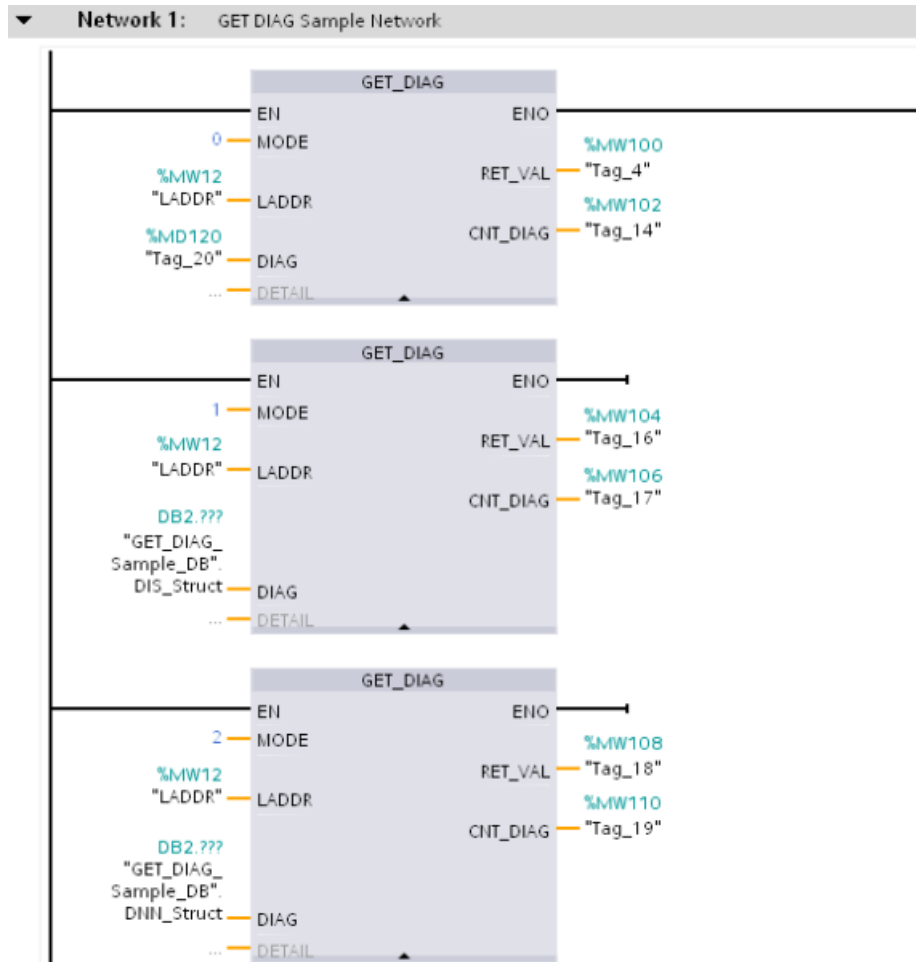 Network 1: GET DIAG Sample Network
GET_DIAG
EN ENO
0 MODE
%MW100
RET_VAL "Tag_4"
%MW12
"LADDR" LADDR
%MW102
CNT_DIAG "Tag_14"
%MD120
"Tag_20" DIAG
... DETAIL
GET_DIAG
EN ENO
1 MODE
%MW104
RET_VAL "Tag_16"
%MW12
"LADDR" LADDR
%MW106
CNT_DIAG "Tag_17"
DB2.???
"GET_DIAG_
Sample_DB".
DIS_Struct DIAG
... DETAIL
GET_DIAG
EN ENO
2 MODE
%MW108
RET_VAL "Tag_18"
%MW12
"LADDR" LADDR
%MW110
CNT_DIAG "Tag_19"
DB2.???
"GET_DIAG_
Sample_DB".
DNN_Struct DIAG
... DETAIL